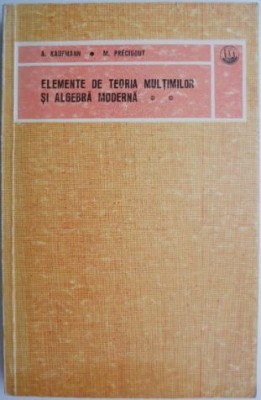 A. KAUFMANN • M. PRÉCIGOUT
ELEMENTE DE TEORIA MULȚIMILOR
ȘI ALGEBRĂ MODERNĂ * *